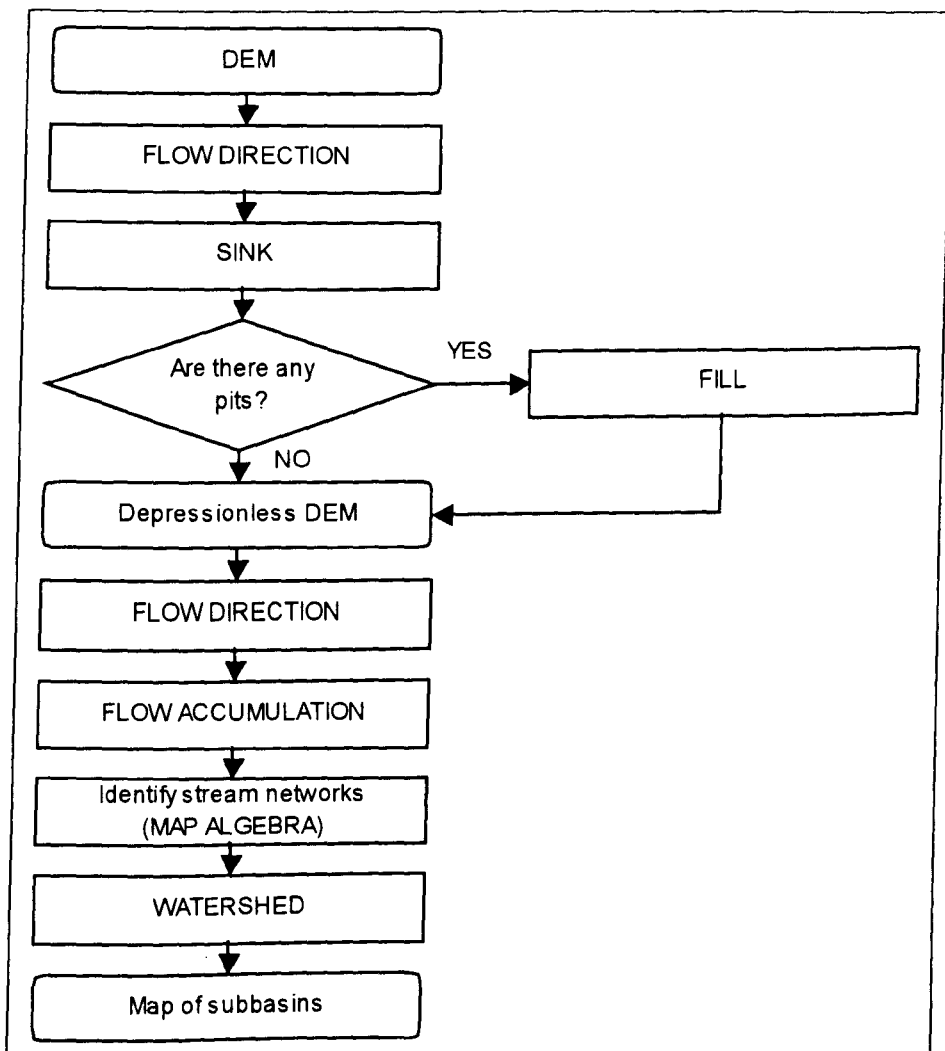 DEM
FLOW DIRECTION
SINK
Are there any
pits?
YES
FILL
NO
Depressionless DEM
FLOW DIRECTION
FLOW ACCUMULATION
Identify stream networks
(MAP ALGEBRA)
WATERSHED
Map of subbasins